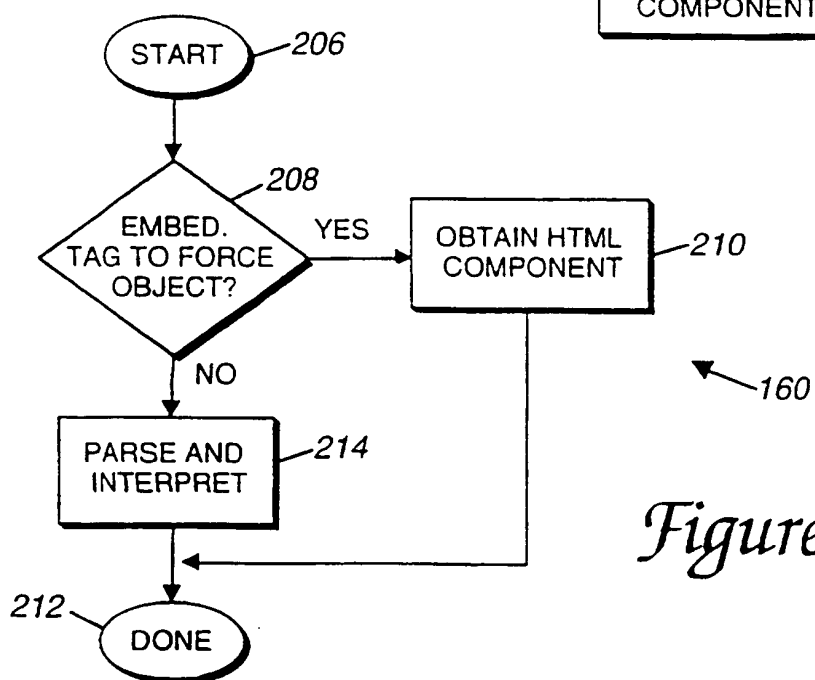 COMPONENT
START
206
208
EMBED.
TAG TO FORCE
OBJECT?
YES
OBTAIN HTML
COMPONENT
210
NO
160
PARSE AND
INTERPRET
214
Figure
212
DONE